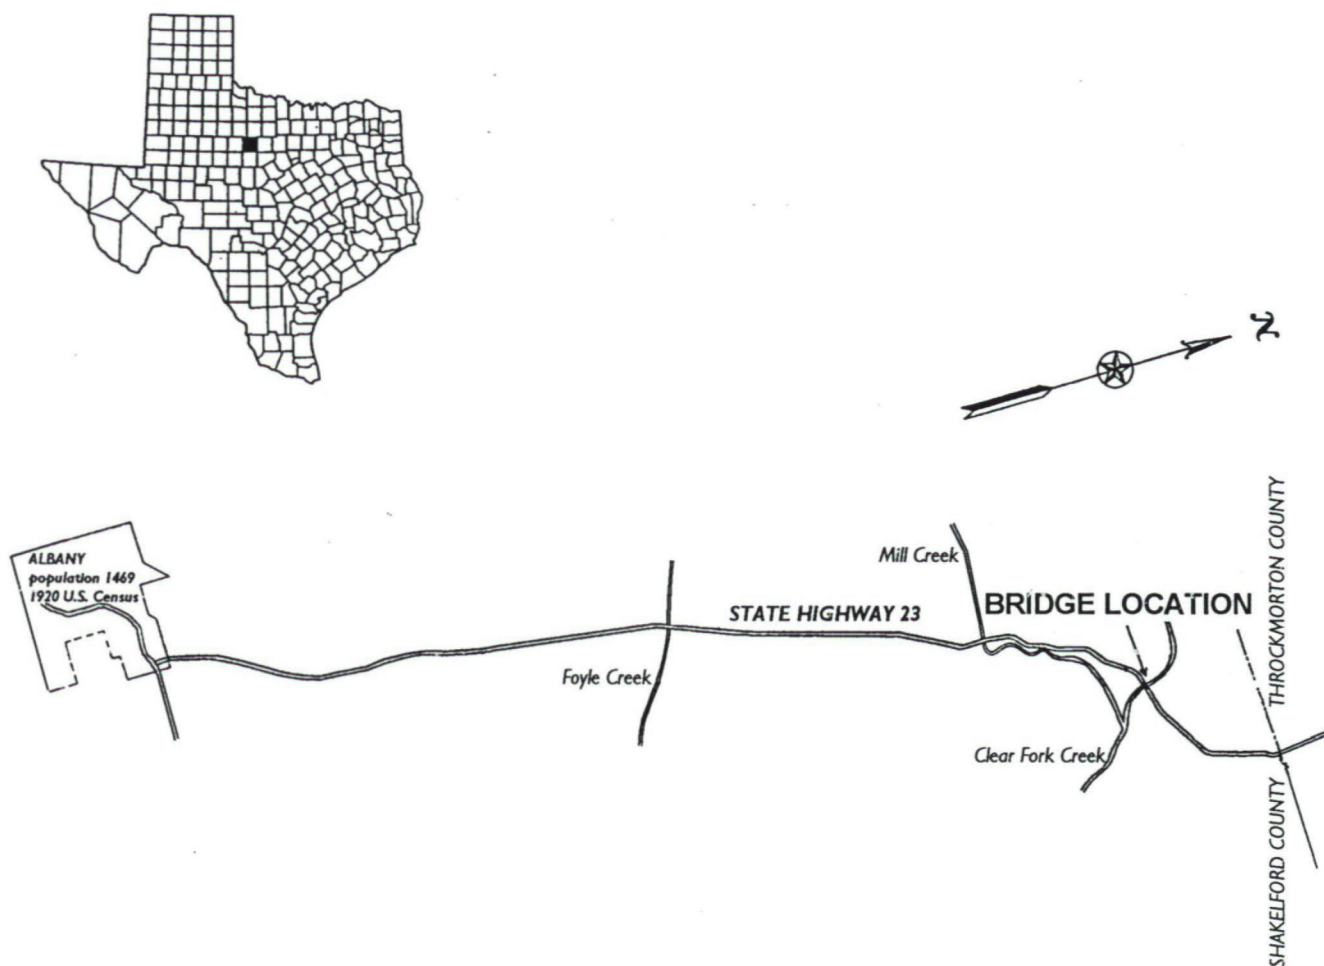 N
ALBANY
population 1469
1920 U.S. Census
Mill Creek
STATE HIGHWAY 23
BRIDGE LOCATION
Foyle Creek
Clear Fork Creek
THROCKMORTON COUNTY
SHAKELFORD COUNTY